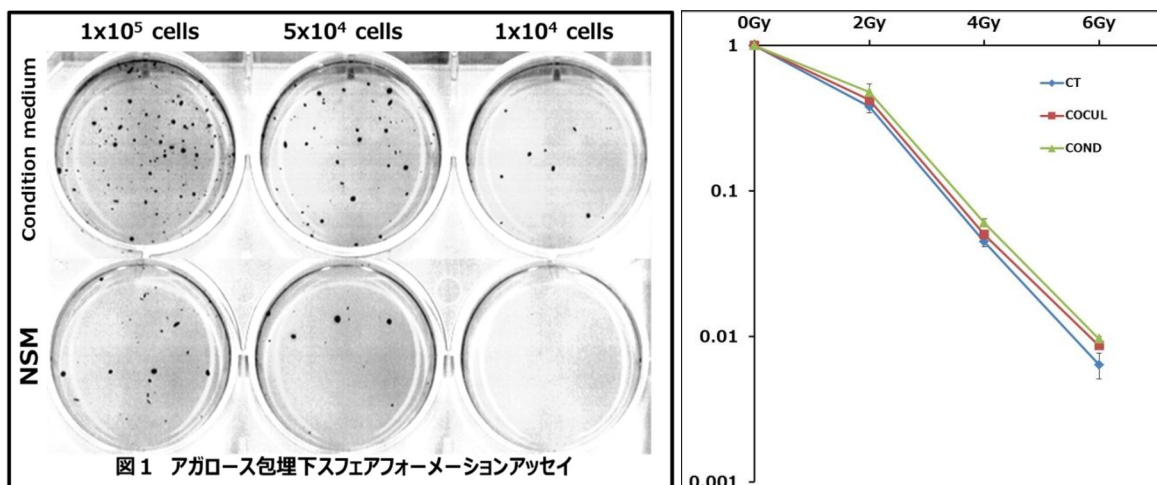 1x10⁵ cells 5x10⁴ cells 1x10⁴ cells
Condition medium
NSM
図１ アガロース包埋下スフェアフォーメーションアッセイ
0Gy 2Gy 4Gy 6Gy
1
0.1
0.01
0.001
CT
COCUL
COND